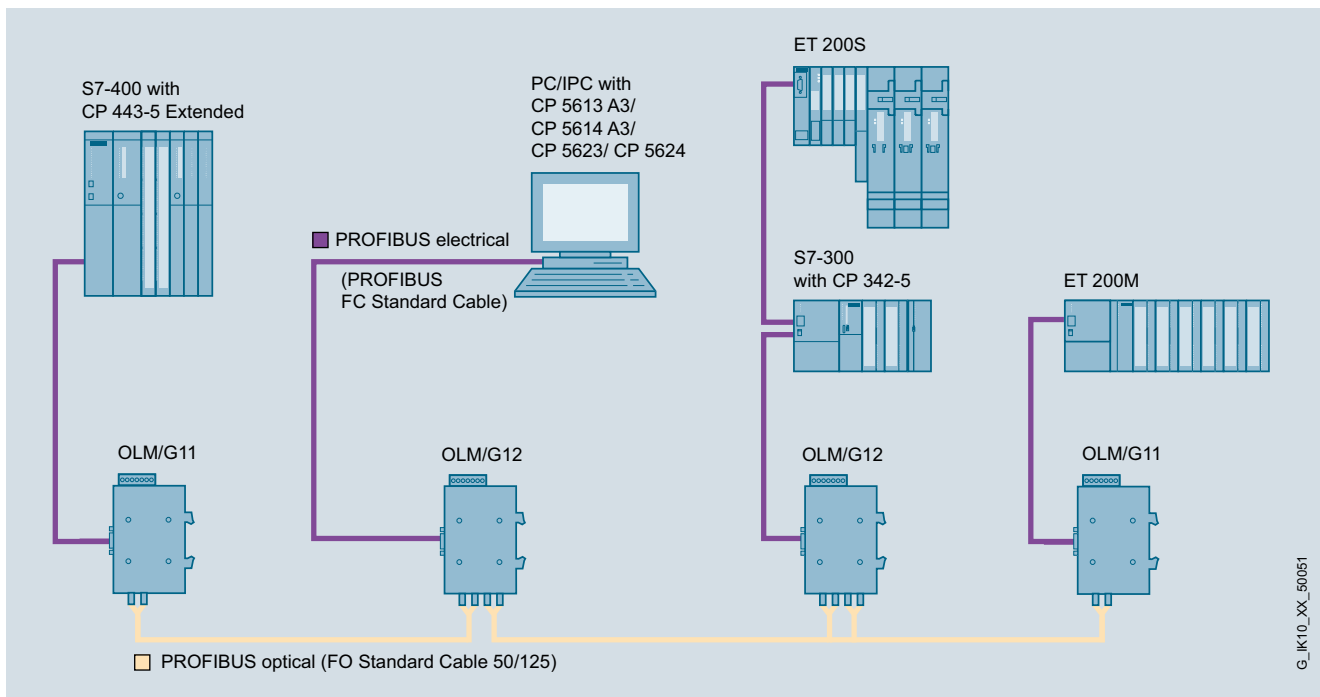 S7-400 with
CP 443-5 Extended
PC/IPC with
CP 5613 A3/
CP 5614 A3/
CP 5623/ CP 5624
ET 200S
PROFIBUS electrical
(PROFIBUS
FC Standard Cable)
S7-300
with CP 342-5
ET 200M
OLM/G11
OLM/G12
OLM/G12
OLM/G11
PROFIBUS optical (FO Standard Cable 50/125)
G_IK10_XX_50051